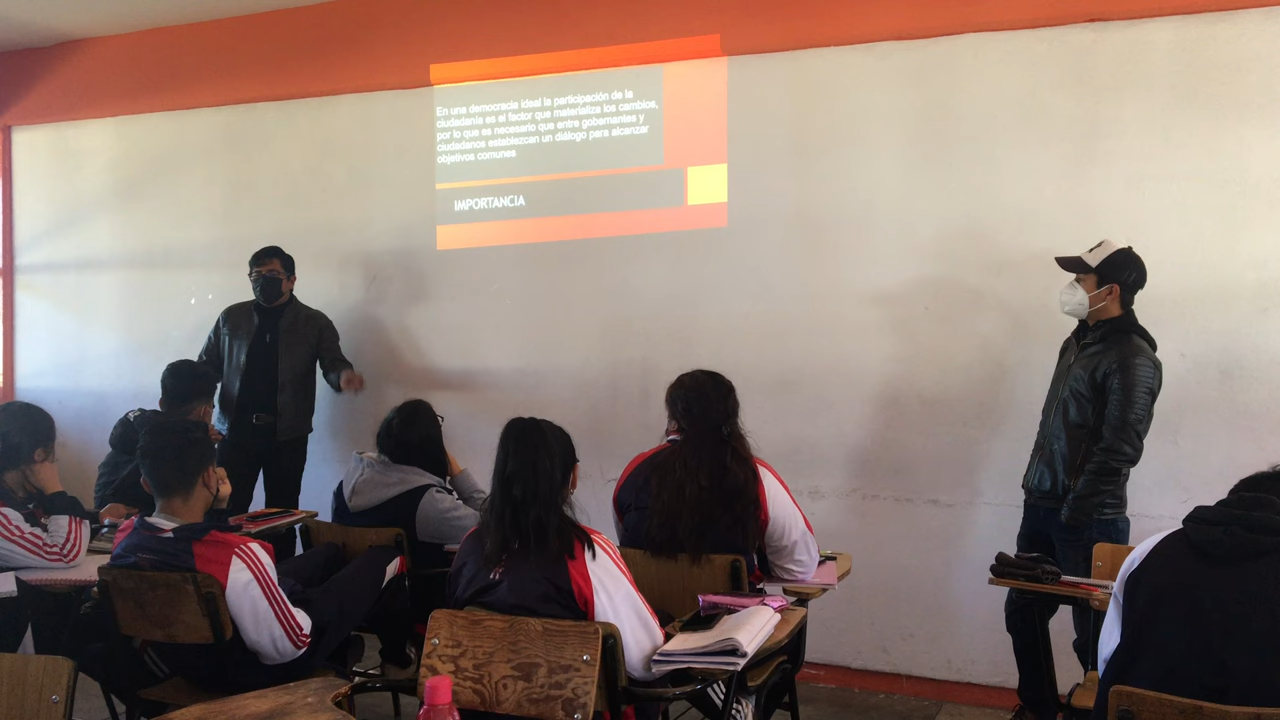 En una democracia ideal la participación de la
ciudadanía es el factor que materializa los cambios,
por lo que es necesario que entre gobernantes y
ciudadanos establezcan un diálogo para alcanzar
objetivos comunes
IMPORTANCIA